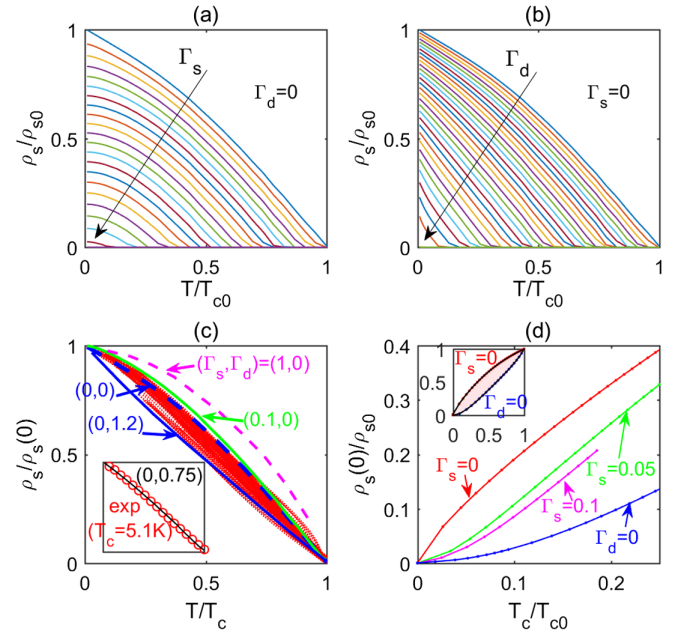 (a)
1
0.5
0
ρs/ρs0
Γs
Γd=0
0
0.5
1
T/Tc0
(b)
1
0.5
0
ρs/ρs0
Γd
Γs=0
0
0.5
1
T/Tc0
(c)
1
0.5
0
ρs/ρs(0)
(Γs,Γd)=(1,0)
(0,0)
(0.1,0)
(0,1.2)
(0,0.75)
exp
(Tc=5.1K)
0
0.5
1
T/Tc
(d)
0.4
0.3
0.2
0.1
0
ρs(0)/ρs0
1
0
Γs=0
Γd=0
0
0.5
1
Γs=0
Γs=0.05
Γs=0.1
Γd=0
0
0.1
0.2
Tc/Tc0